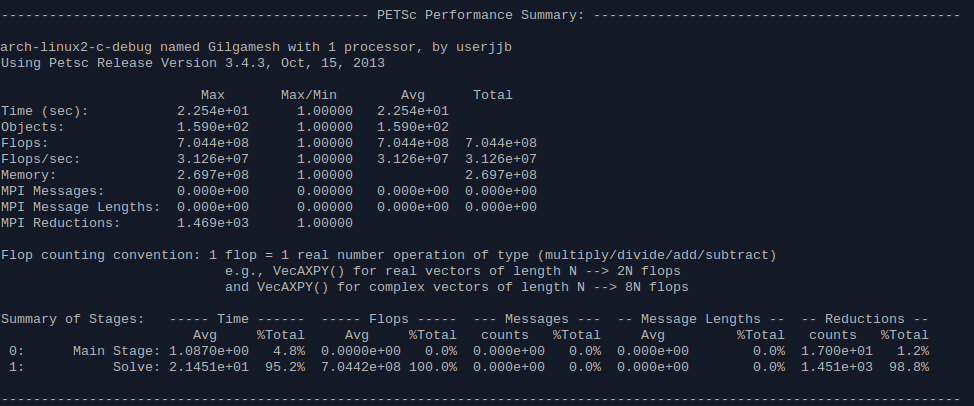 ---------------------------------------------- PETSc Performance Summary: ----------------------------------------------
arch-linux2-c-debug named Gilgamesh with 1 processor, by userjjb
Using Petsc Release Version 3.4.3, Oct, 15, 2013
                         Max       Max/Min        Avg      Total
Time (sec):           2.254e+01      1.00000   2.254e+01
Objects:              1.590e+02      1.00000   1.590e+02
Flops:                7.044e+08      1.00000   7.044e+08  7.044e+08
Flops/sec:            3.126e+07      1.00000   3.126e+07  3.126e+07
Memory:               2.697e+08      1.00000              2.697e+08
MPI Messages:         0.000e+00      0.00000   0.000e+00  0.000e+00
MPI Message Lengths:  0.000e+00      0.00000   0.000e+00  0.000e+00
MPI Reductions:       1.469e+03      1.00000
Flop counting convention: 1 flop = 1 real number operation of type (multiply/divide/add/subtract)
                            e.g., VecAXPY() for real vectors of length N --> 2N flops
                            and VecAXPY() for complex vectors of length N --> 8N flops
Summary of Stages:   ----- Time ------  ----- Flops -----  --- Messages ---  -- Message Lengths --  -- Reductions --
                        Avg     %Total     Avg     %Total   counts   %Total     Avg         %Total   counts   %Total
 0:      Main Stage: 1.0870e+00   4.8%  0.0000e+00   0.0%  0.000e+00   0.0%  0.000e+00        0.0%  1.700e+01   1.2%
 1:           Solve: 2.1451e+01  95.2%  7.0442e+08 100.0%  0.000e+00   0.0%  0.000e+00        0.0%  1.451e+03  98.8%
------------------------------------------------------------------------------------------------------------------------